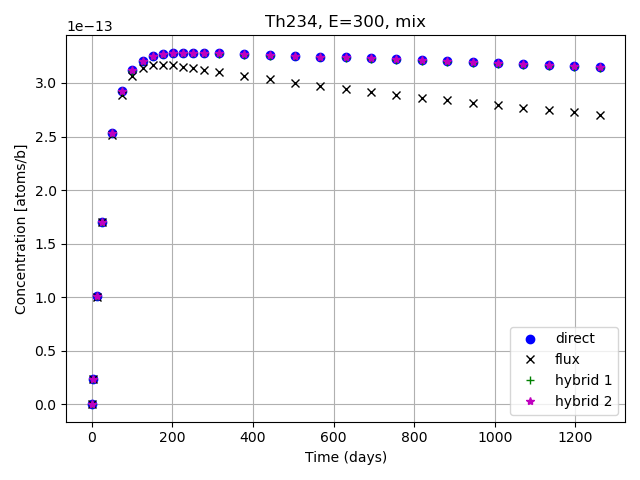 Th234, E=300, mix
1e−13
3.0
2.5
2.0
1.5
1.0
0.5
0.0
Concentration [atoms/b]
0 200 400 600 800 1000 1200
Time (days)
direct
flux
hybrid 1
hybrid 2